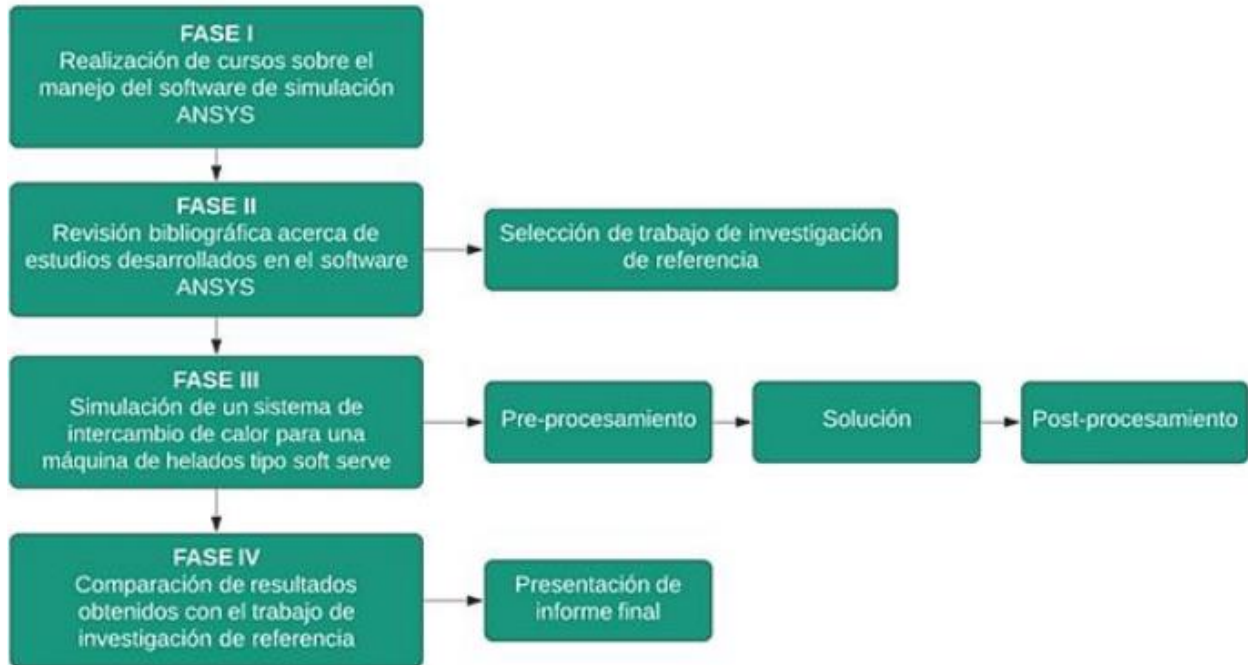 FASE I
Realización de cursos sobre el
manejo del software de simulación
ANSYS
FASE II
Revisión bibliográfica acerca de
estudios desarrollados en el software
ANSYS
Selección de trabajo de investigación
de referencia
FASE III
Simulación de un sistema de
intercambio de calor para una
máquina de helados tipo soft serve
Pre-procesamiento
Solución
Post-procesamiento
FASE IV
Comparación de resultados
obtenidos con el trabajo de
investigación de referencia
Presentación de
informe final